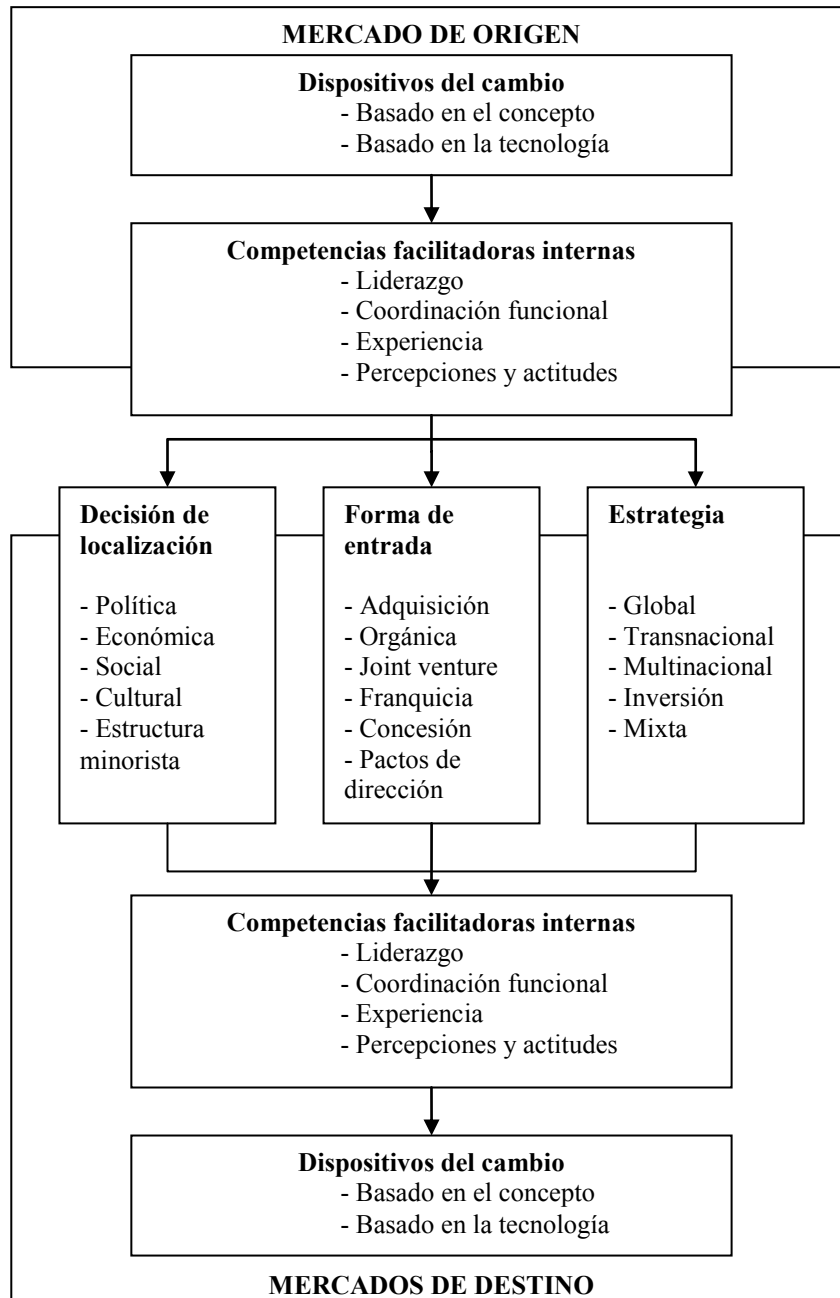 MERCADO DE ORIGEN
Dispositivos del cambio
- Basado en el concepto
- Basado en la tecnología
Competencias facilitadoras internas
- Liderazgo
- Coordinación funcional
- Experiencia
- Percepciones y actitudes
Decisión de
localización
- Política
- Económica
- Social
- Cultural
- Estructura
minorista
Forma de
entrada
- Adquisición
- Orgánica
- Joint venture
- Franquicia
- Concesión
- Pactos de
dirección
Estrategia
- Global
- Transnacional
- Multinacional
- Inversión
- Mixta
Competencias facilitadoras internas
- Liderazgo
- Coordinación funcional
- Experiencia
- Percepciones y actitudes
Dispositivos del cambio
- Basado en el concepto
- Basado en la tecnología
MERCADOS DE DESTINO